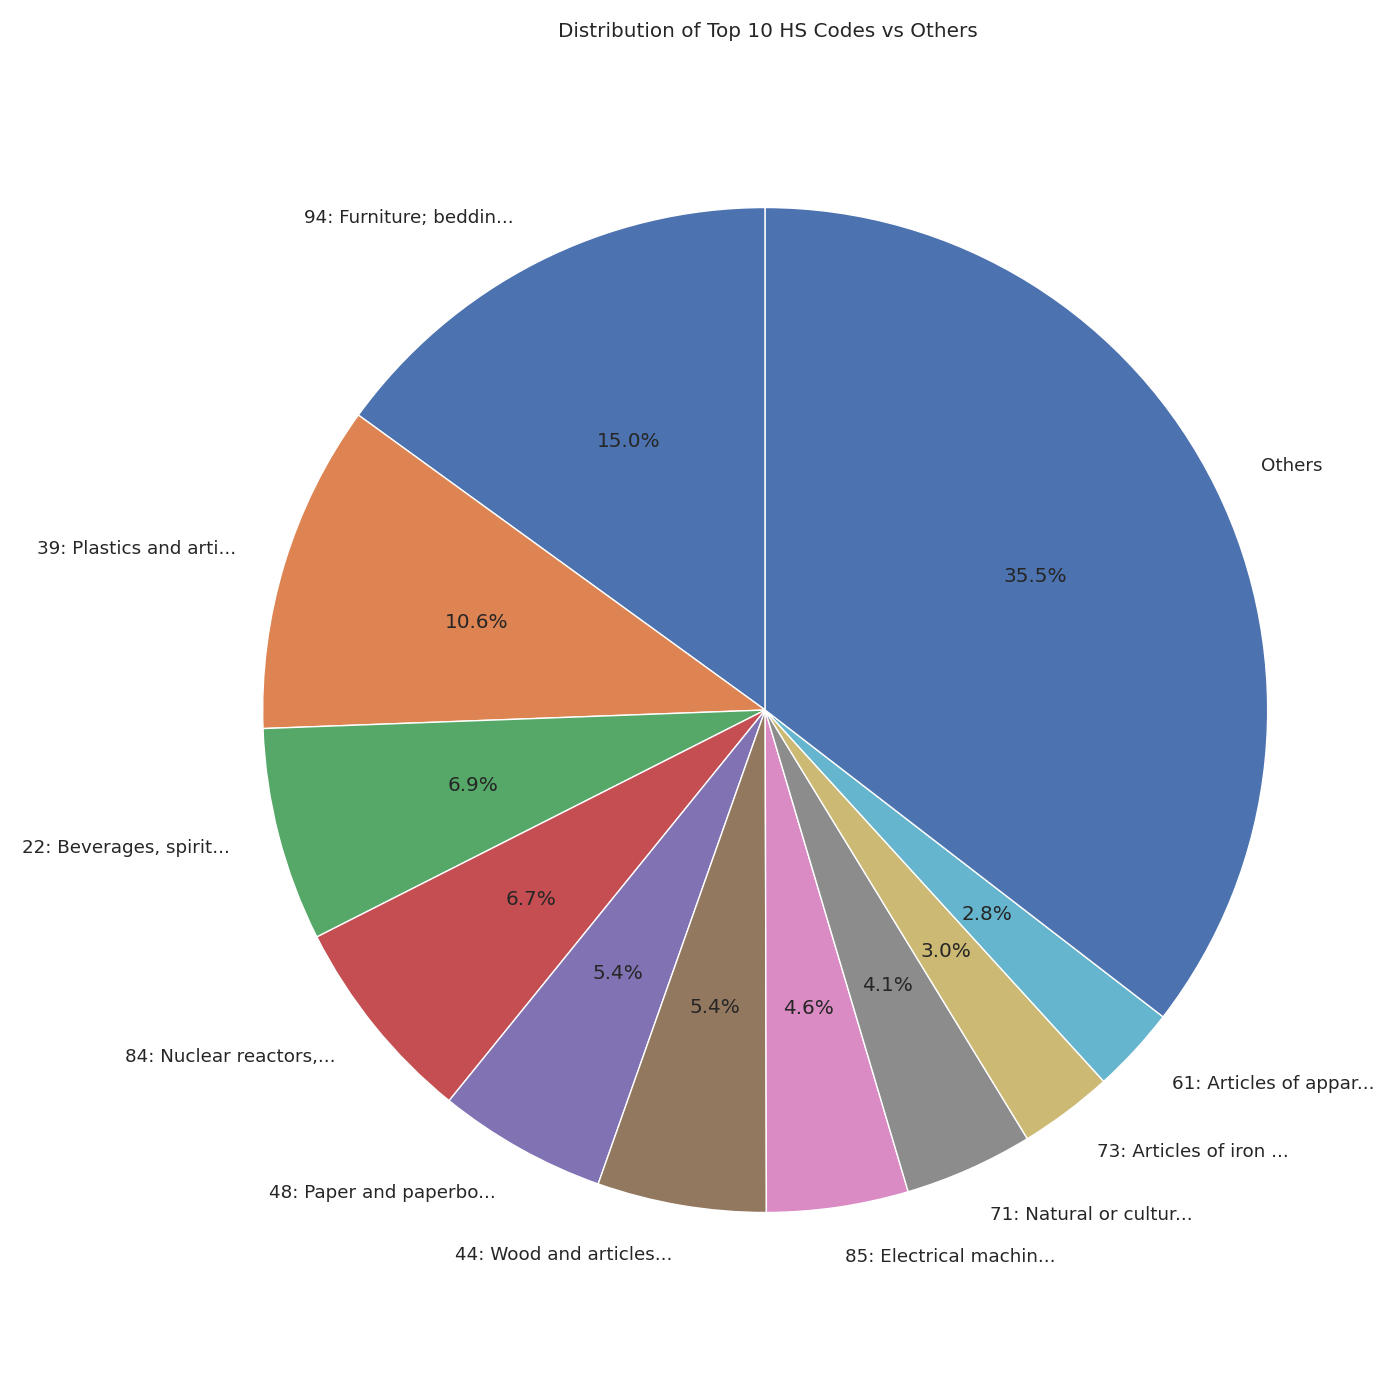 Distribution of Top 10 HS Codes vs Others
94: Furniture; beddin...
15.0%
Others
35.5%
39: Plastics and arti...
10.6%
22: Beverages, spirit...
6.9%
84: Nuclear reactors,...
6.7%
48: Paper and paperbo...
5.4%
44: Wood and articles...
5.4%
85: Electrical machin...
4.6%
71: Natural or cultur...
4.1%
73: Articles of iron ...
3.0%
61: Articles of appar...
2.8%